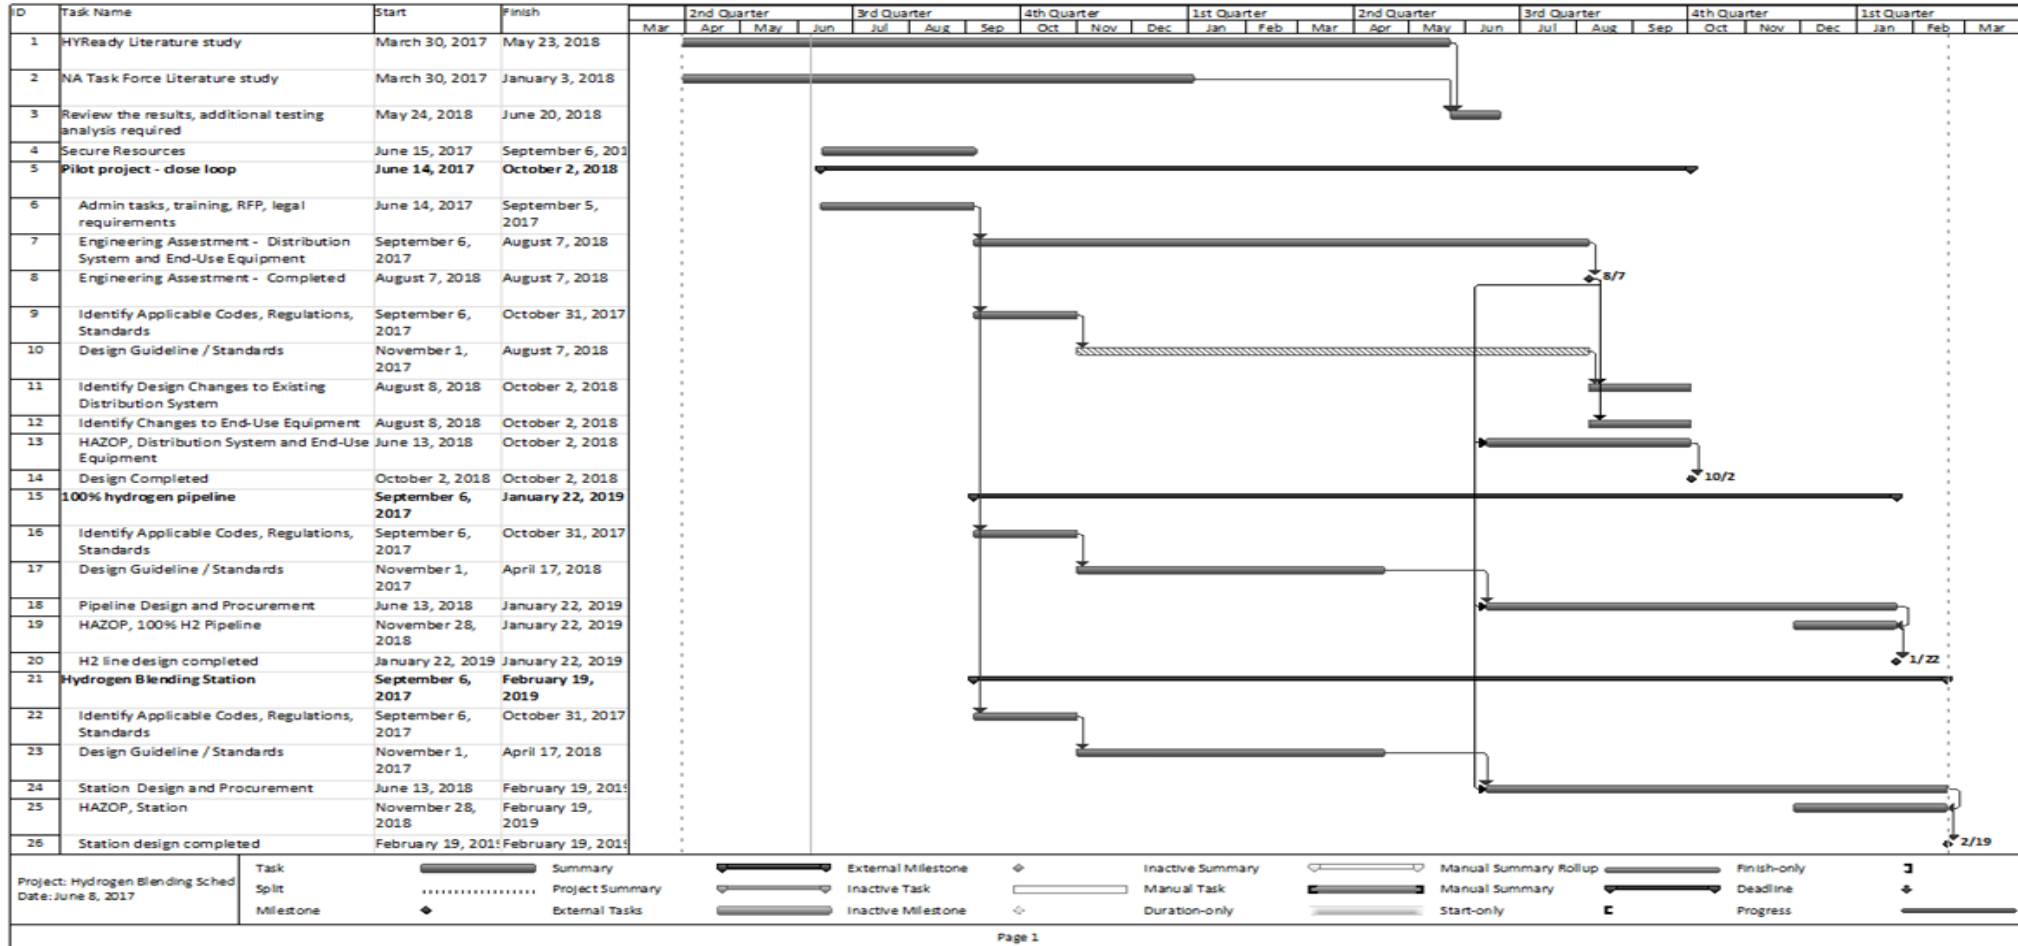 ID Task Name Start Finish 2nd Quarter 3rd Quarter 4th Quarter 1st Quarter 2nd Quarter 3rd Quarter 4th Quarter 1st Quarter
Mar Apr May Jun Jul Aug Sep Oct Nov Dec Jan Feb Mar Apr May Jun Jul Aug Sep Oct Nov Dec Jan Feb Mar
1 HYReady Literature study March 30, 2017 May 23, 2018
2 NA Task Force Literature study March 30, 2017 January 3, 2018
3 Review the results, additional testing May 24, 2018 June 20, 2018
analysis required
4 Secure Resources June 15, 2017 September 6, 201
5 Pilot project - close loop June 14, 2017 October 2, 2018
6 Admin tasks, training, RFP, legal June 14, 2017 September 5,
requirements 2017
7 Engineering Assestment - Distribution September 6, August 7, 2018
System and End-Use Equipment 2017
8 Engineering Assestment - Completed August 7, 2018 August 7, 2018 8/7
9 Identify Applicable Codes, Regulations, September 6, October 31, 2017
Standards 2017
10 Design Guideline / Standards November 1, August 7, 2018
2017
11 Identify Design Changes to Existing August 8, 2018 October 2, 2018
Distribution System
12 Identify Changes to End-Use Equipment August 8, 2018 October 2, 2018
13 HAZOP, Distribution System and End-Use June 13, 2018 October 2, 2018
Equipment
14 Design Completed October 2, 2018 October 2, 2018 10/2
15 100% hydrogen pipeline September 6, January 22, 2019
2017
16 Identify Applicable Codes, Regulations, September 6, October 31, 2017
Standards 2017
17 Design Guideline / Standards November 1, April 17, 2018
2017
18 Pipeline Design and Procurement June 13, 2018 January 22, 2019
19 HAZOP, 100% H2 Pipeline November 28, January 22, 2019
2018
20 H2 line design completed January 22, 2019 January 22, 2019 1/22
21 Hydrogen Blending Station September 6, February 19,
2017 2019
22 Identify Applicable Codes, Regulations, September 6, October 31, 2017
Standards 2017
23 Design Guideline / Standards November 1, April 17, 2018
2017
24 Station Design and Procurement June 13, 2018 February 19, 2019
25 HAZOP, Station November 28, February 19,
2018 2019
26 Station design completed February 19, 2019 February 19, 2019 2/19
Project: Hydrogen Blending Sched
Date: June 8, 2017
Task Summary External Milestone Inactive Summary Manual Summary Rollup Finish-only
Split Project Summary Inactive Task Manual Task Manual Summary Deadline
Milestone External Tasks Inactive Milestone Duration-only Start-only Progress
Page 1